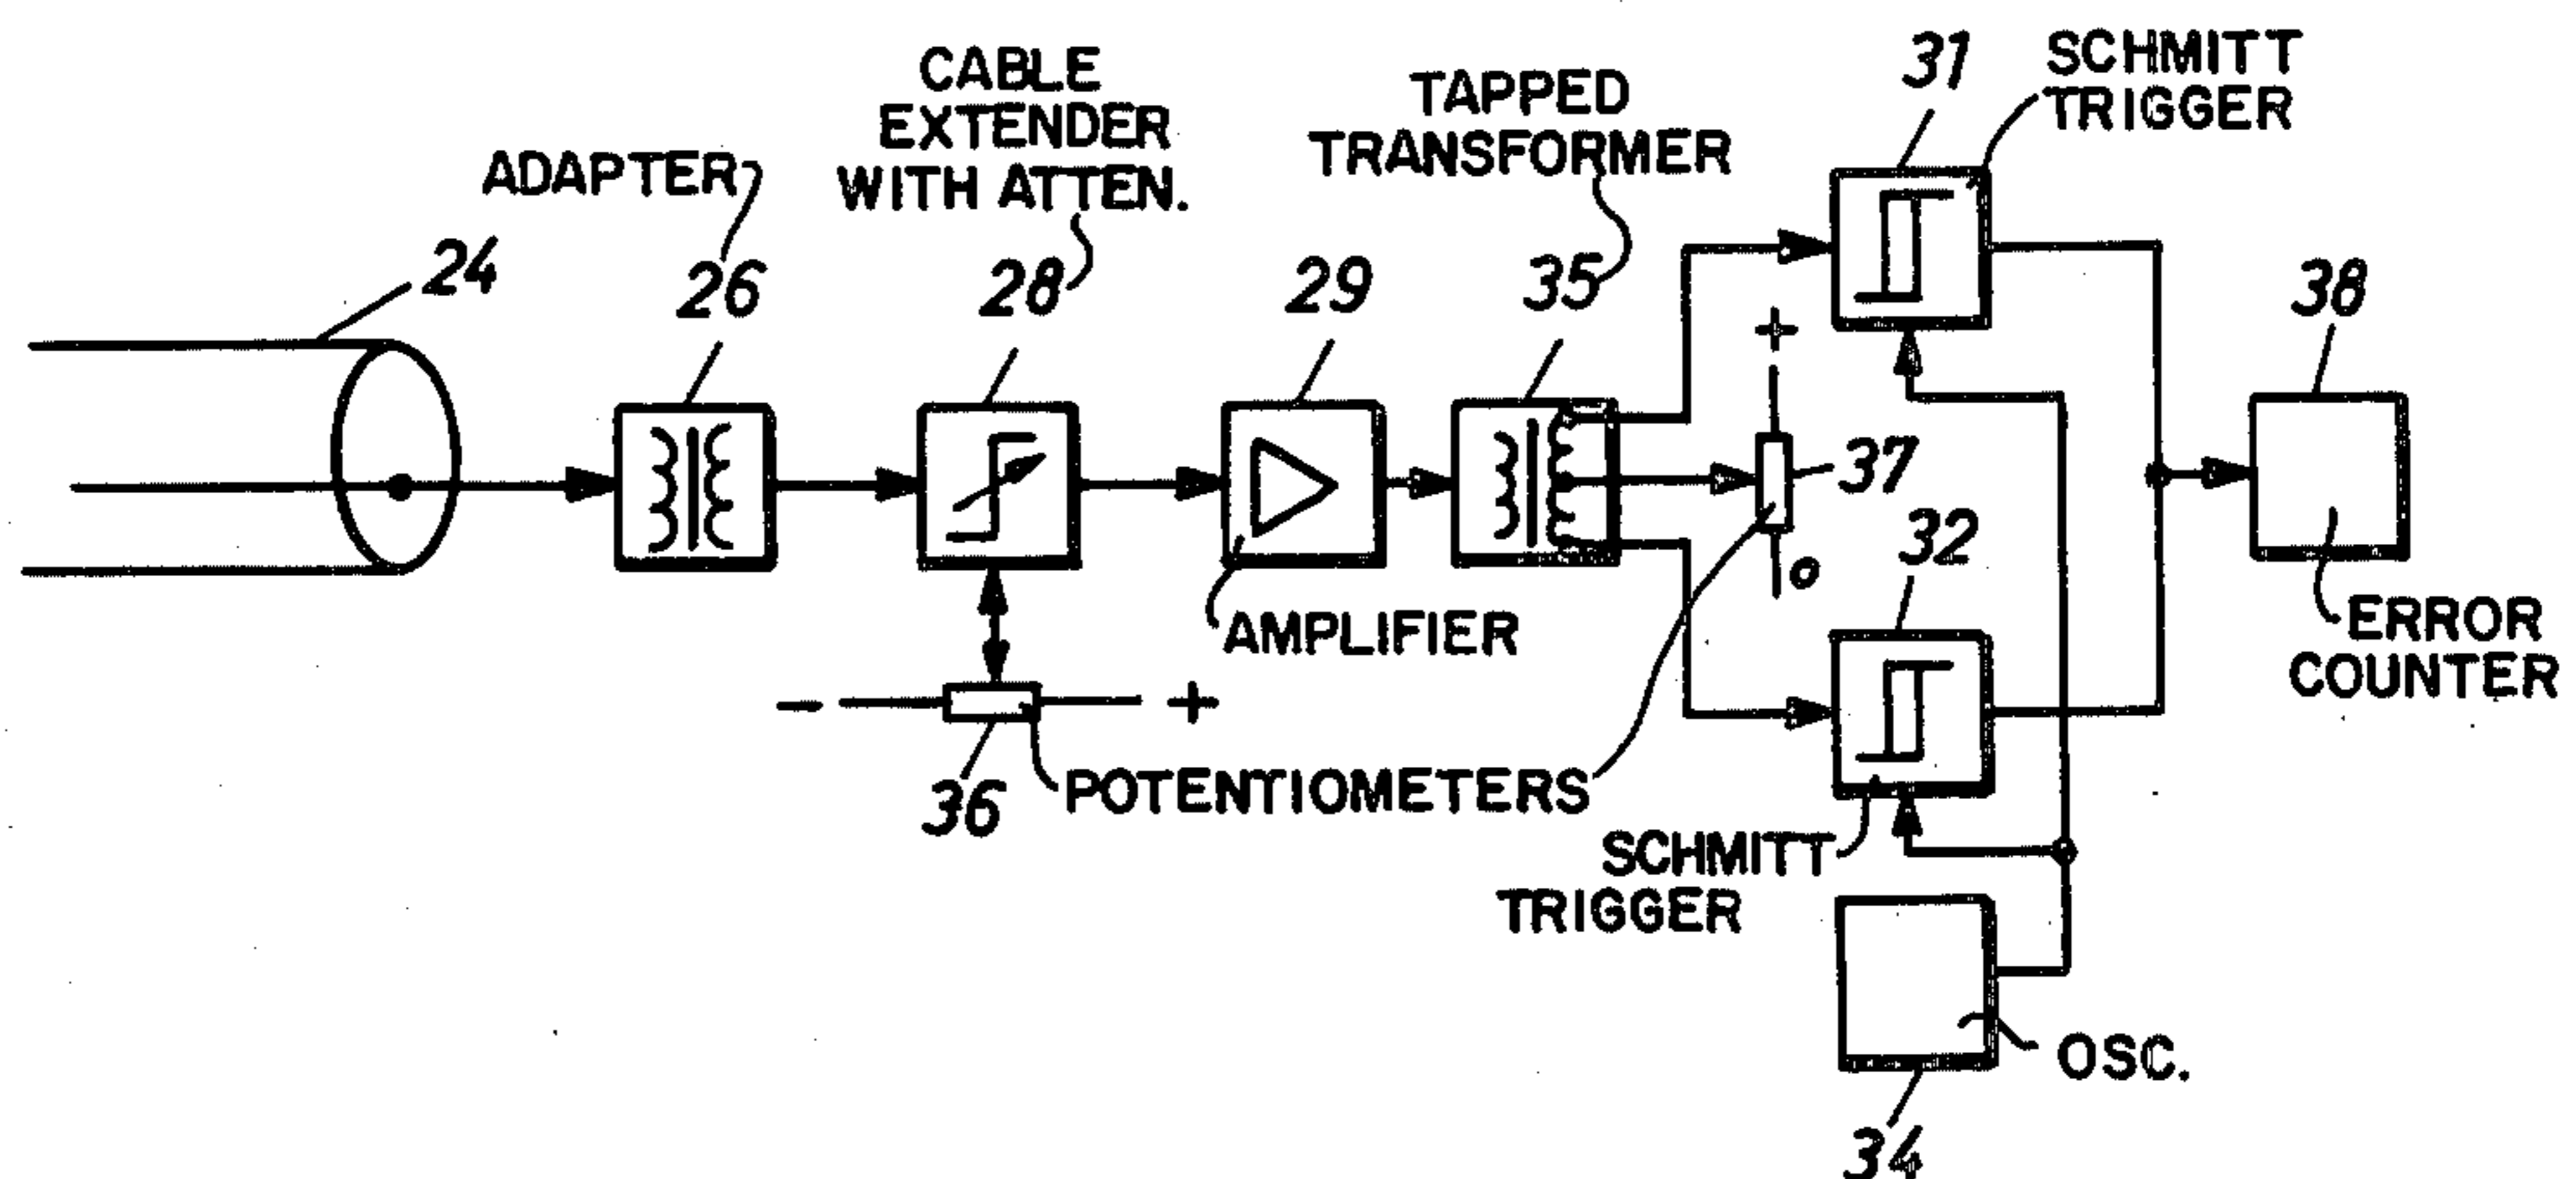 CABLE
EXTENDER
WITH ATTEN.
ADAPTER
TAPPED
TRANSFORMER
31
SCHMITT
TRIGGER
24
26
28
29
35
38
+
37
o
32
AMPLIFIER
ERROR
COUNTER
- +
36
POTENTIOMETERS
SCHMITT
TRIGGER
OSC.
34